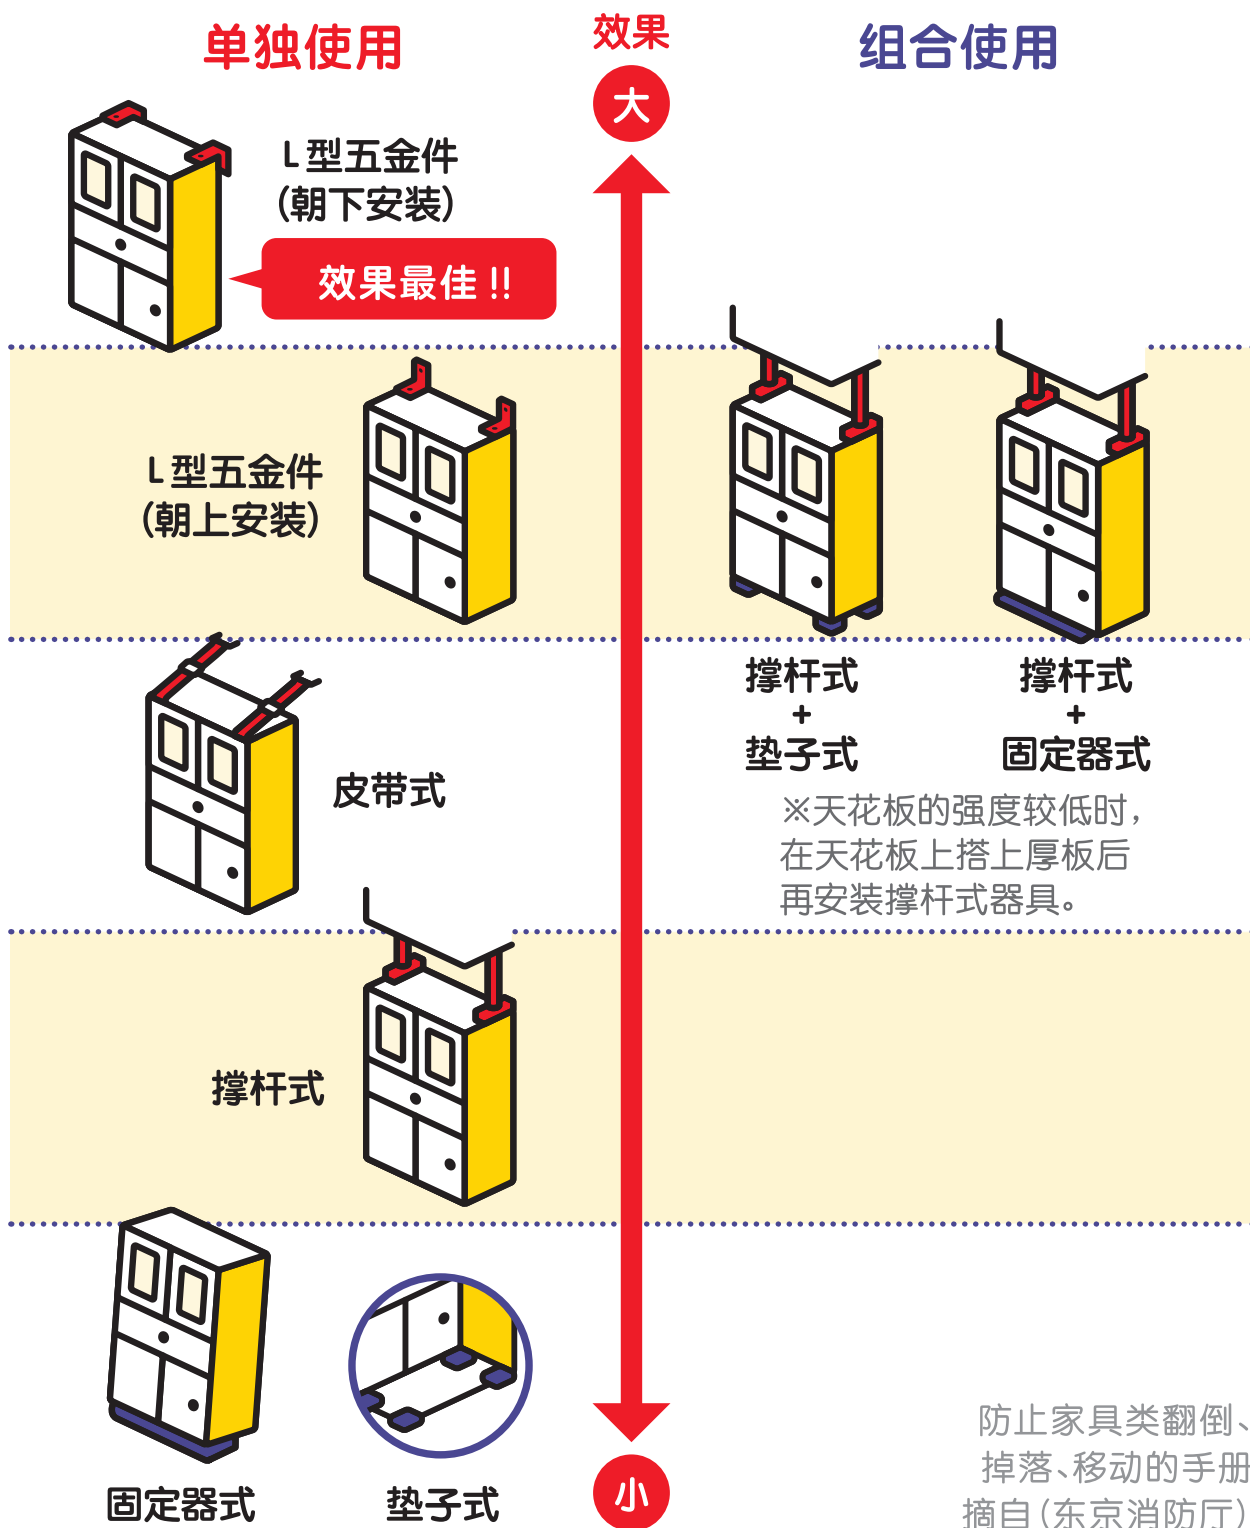 单独使用
效果
大
组合使用
L型五金件
(朝下安装)
效果最佳!!
L型五金件
(朝上安装)
撑杆式
+
垫子式
撑杆式
+
固定器式
皮带式
※天花板的强度较低时，
在天花板上搭上厚板后
再安装撑杆式器具。
撑杆式
固定器式
垫子式
小
防止家具类翻倒、
掉落、移动的手册
摘自(东京消防厅)